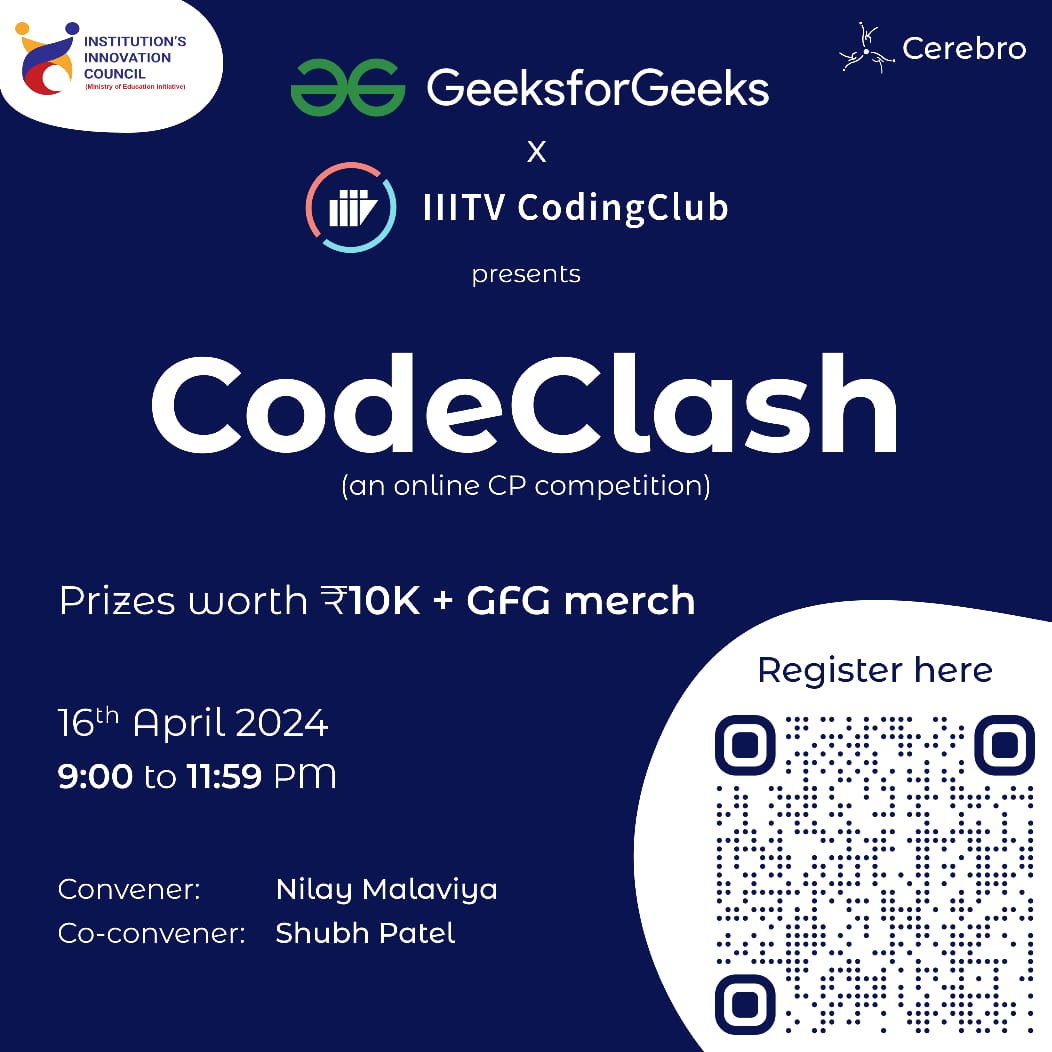 INSTITUTION'S
INNOVATION
COUNCIL
(Ministry of Education Initiative)
Cerebro
GeeksforGeeks
X
IIITV CodingClub
presents
CodeClash
(an online CP competition)
Prizes worth ₹10K + GFG merch
Register here
16th April 2024
9:00 to 11:59 PM
Convener: Nilay Malaviya
Co-convener: Shubh Patel